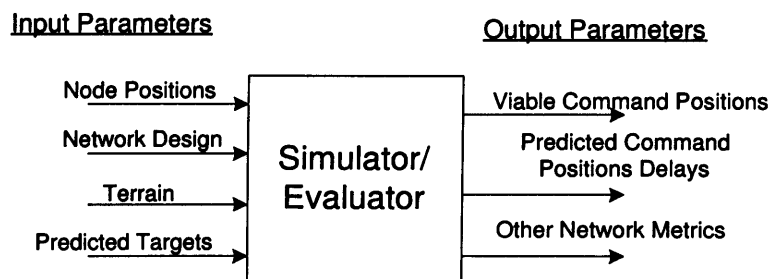 Input Parameters
Output Parameters
Node Positions
Network Design
Terrain
Predicted Targets
Simulator/
Evaluator
Viable Command Positions
Predicted Command
Positions Delays
Other Network Metrics